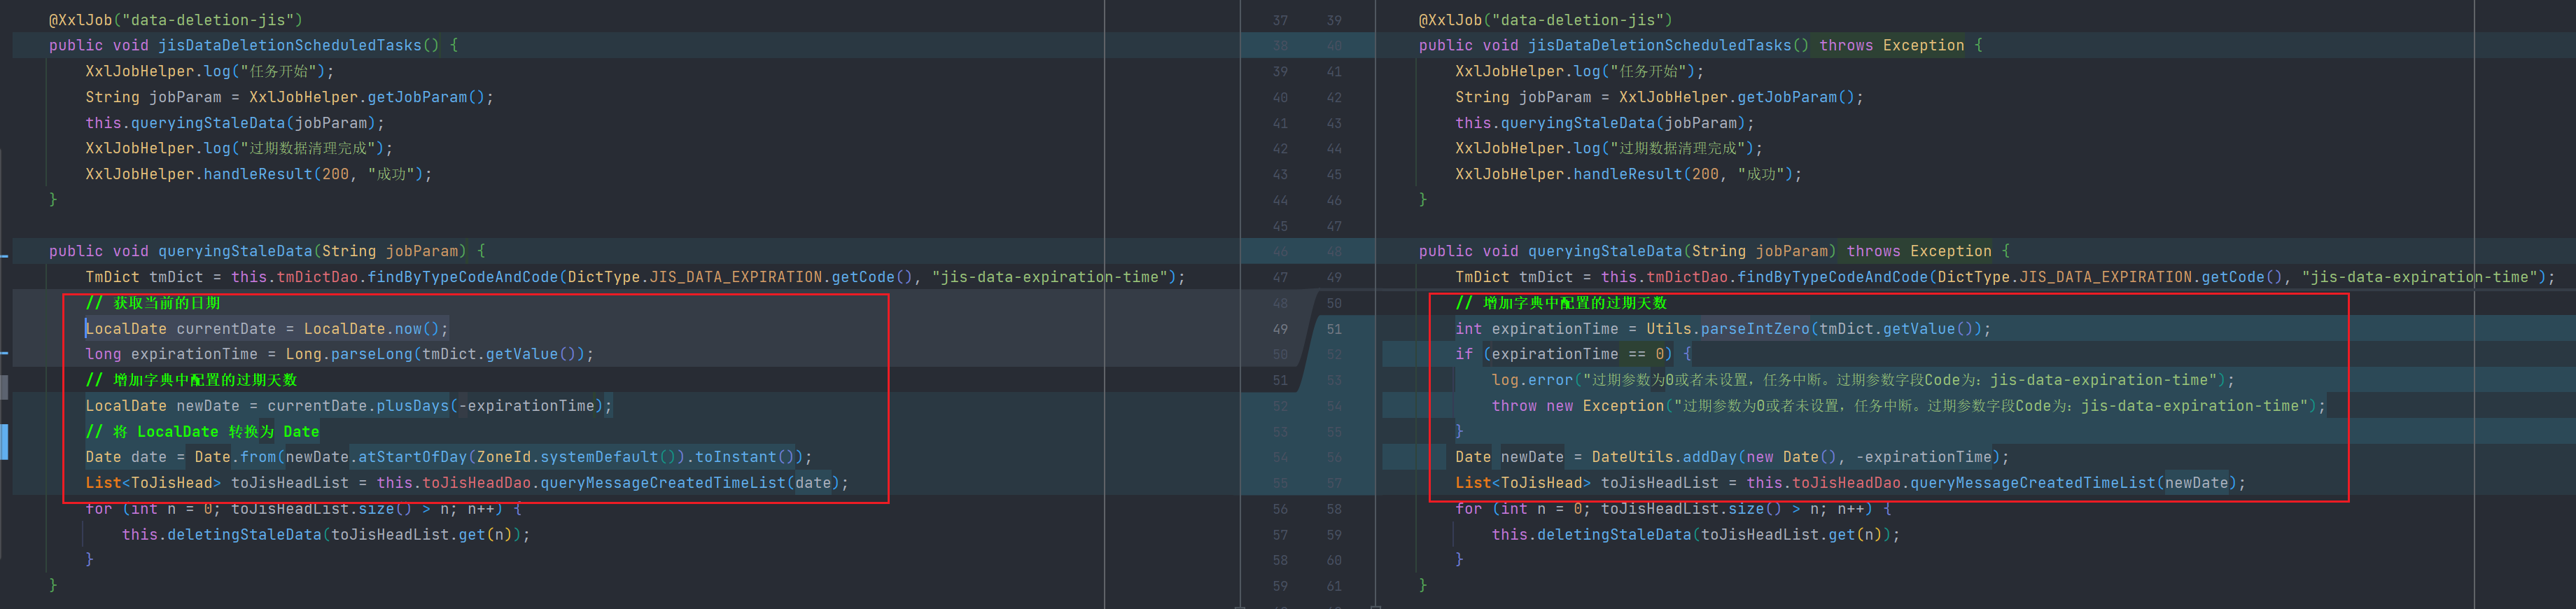 @XxlJob("data-deletion-jis")
public void jisDataDeletionScheduledTasks() {
XxlJobHelper.log("任务开始");
String jobParam = XxlJobHelper.getJobParam();
this.queryingStaleData(jobParam);
XxlJobHelper.log("过期数据清理完成");
XxlJobHelper.handleResult(200, "成功");
}
public void queryingStaleData(String jobParam) {
TmDict tmDict = this.tmDictDao.findByTypeCodeAndCode(DictType.JIS_DATA_EXPIRATION.getCode(), "jis-data-expiration-time");
// 获取当前的日期
LocalDate currentDate = LocalDate.now();
long expirationTime = Long.parseLong(tmDict.getValue());
// 增加字典中配置的过期天数
LocalDate newDate = currentDate.plusDays(-expirationTime);
// 将 LocalDate 转换为 Date
Date date = Date.from(newDate.atStartOfDay(ZoneId.systemDefault()).toInstant());
List<ToJisHead> toJisHeadList = this.toJisHeadDao.queryMessageCreatedTimeList(date);
for (int n = 0; toJisHeadList.size() > n; n++) {
this.deletingStaleData(toJisHeadList.get(n));
}
}
37 39
38 40
39 41
40 42
41 43
42 44
43 45
44 46
45 47
46 48
47 49
48 50
49 51
50 52
51 53
52 54
53 55
54 56
55 57
56 58
57 59
58 60
59 61
@XxlJob("data-deletion-jis")
public void jisDataDeletionScheduledTasks() throws Exception {
XxlJobHelper.log("任务开始");
String jobParam = XxlJobHelper.getJobParam();
this.queryingStaleData(jobParam);
XxlJobHelper.log("过期数据清理完成");
XxlJobHelper.handleResult(200, "成功");
}
public void queryingStaleData(String jobParam) throws Exception {
TmDict tmDict = this.tmDictDao.findByTypeCodeAndCode(DictType.JIS_DATA_EXPIRATION.getCode(), "jis-data-expiration-time");
// 增加字典中配置的过期天数
int expirationTime = Utils.parseIntZero(tmDict.getValue());
if (expirationTime == 0) {
log.error("过期参数为0或者未设置，任务中断。过期参数字段Code为：jis-data-expiration-time");
throw new Exception("过期参数为0或者未设置，任务中断。过期参数字段Code为：jis-data-expiration-time");
}
Date newDate = DateUtils.addDay(new Date(), -expirationTime);
List<ToJisHead> toJisHeadList = this.toJisHeadDao.queryMessageCreatedTimeList(newDate);
for (int n = 0; toJisHeadList.size() > n; n++) {
this.deletingStaleData(toJisHeadList.get(n));
}
}